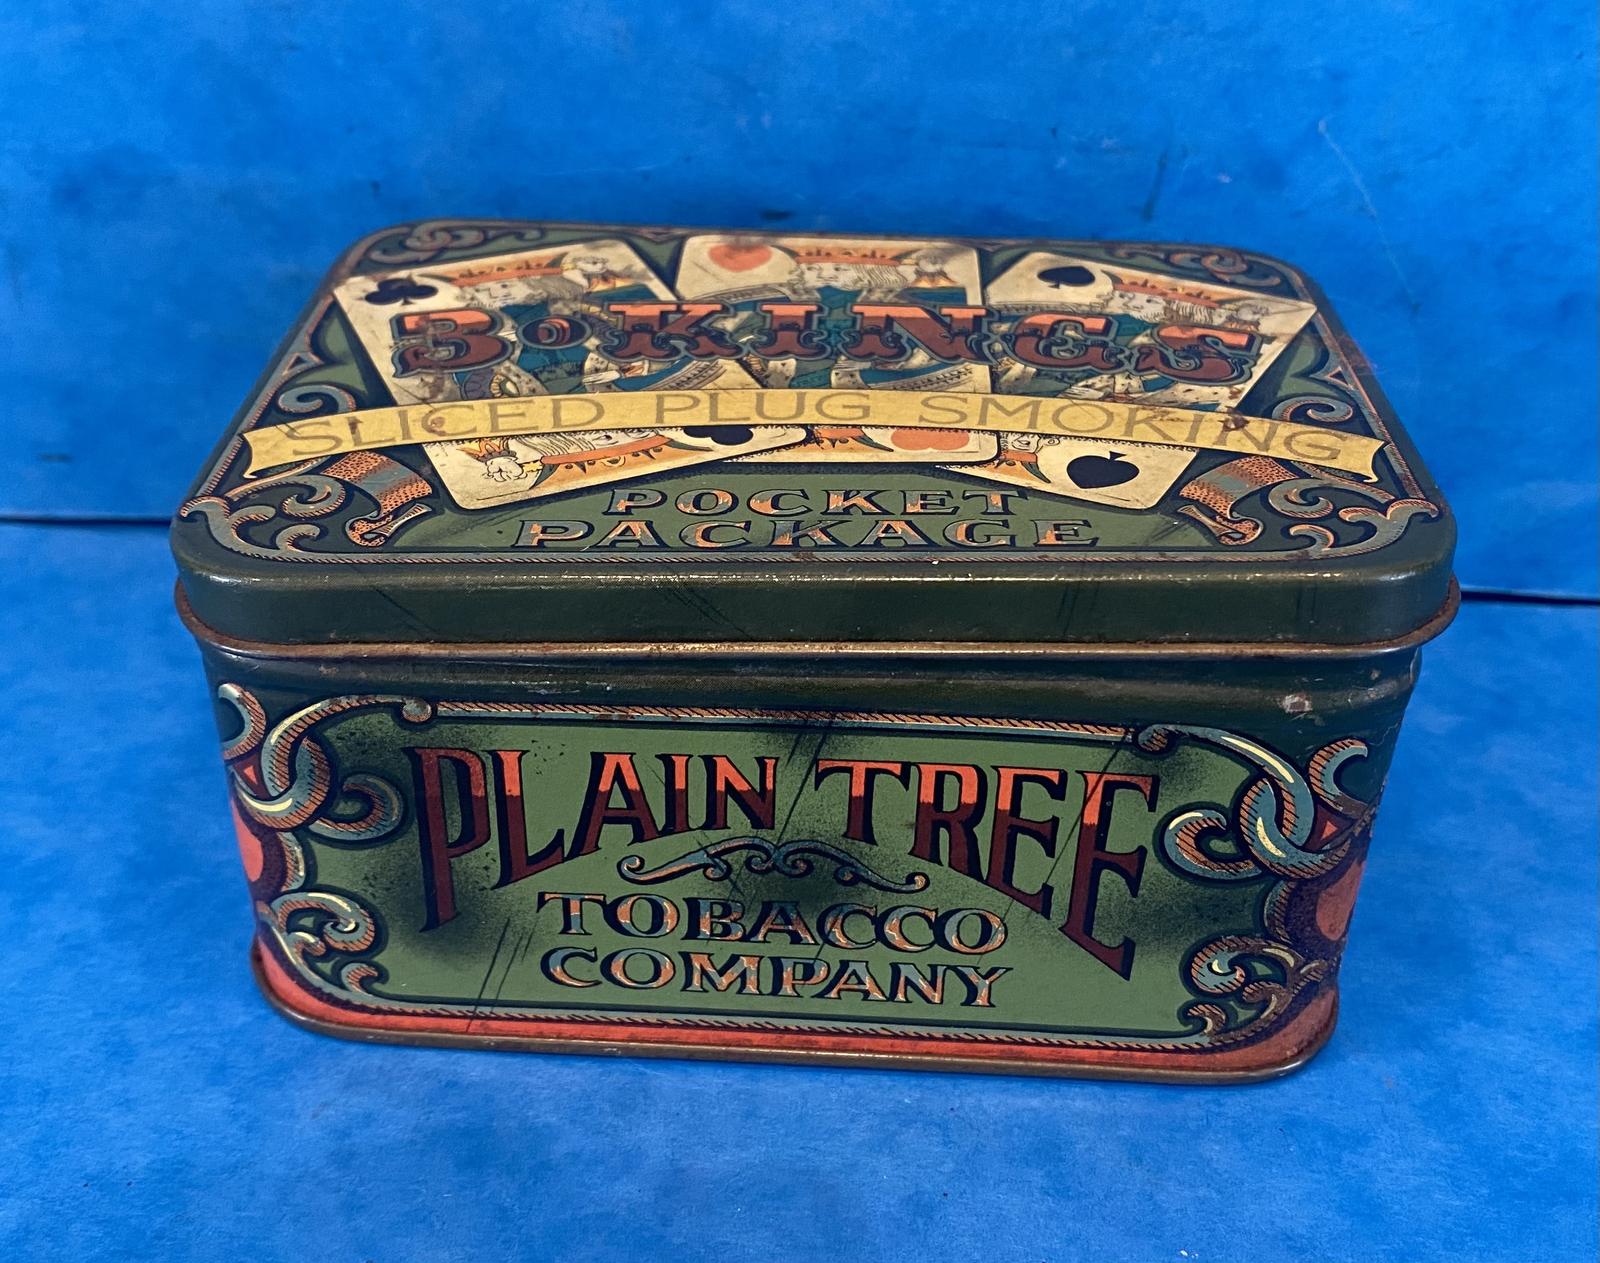 3 o KINGS
SLICED PLUG SMOKING
POCKET
PACKAGE
PLAIN TREE
TOBACCO
COMPANY